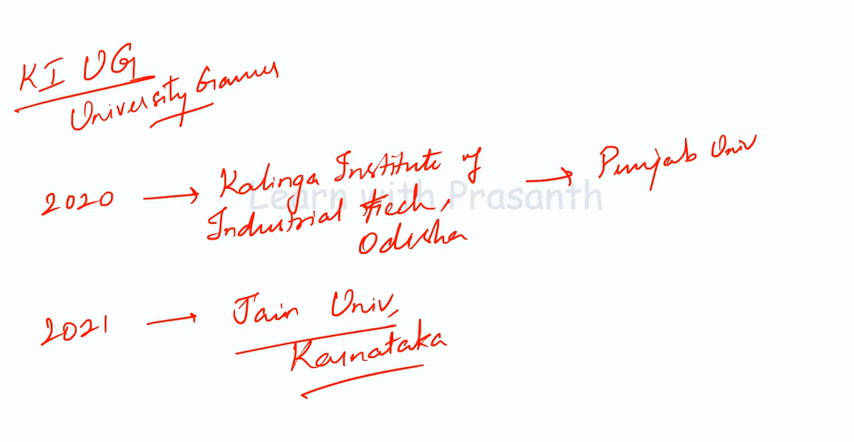 KI UG
University Games
2020 → Kalinga Institute of → Punjab Univ
Learn with Prasanth
Industrial Tech,
Odisha
2021 → Jain Univ,
Karnataka